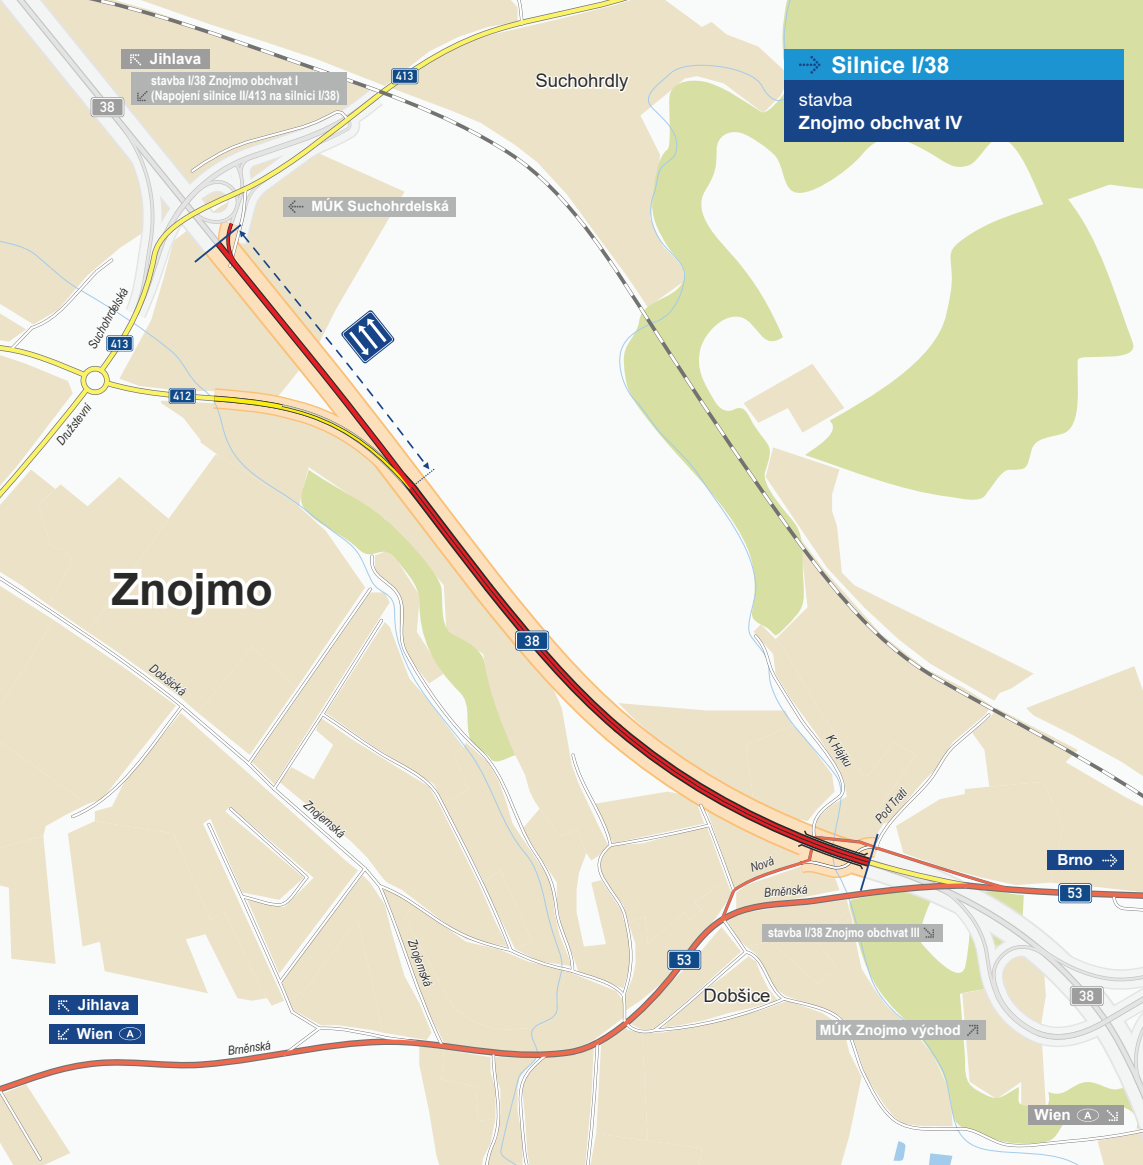 Jihlava
stavba I/38 Znojmo obchvat I
(Napojení silnice II/413 na silnici I/38)
38
413
Suchohrdly
Silnice I/38
stavba
Znojmo obchvat IV
MÚK Suchohrdelská
Suchohrdelská
413
412
Družstevní
Znojmo
38
Dobšická
K Hájku
Pod Tratí
Znojemská
Nová
Brno
Brněnská
53
stavba I/38 Znojmo obchvat III
Znojemská
53
Dobšice
38
Jihlava
MÚK Znojmo východ
Wien A
Brněnská
Wien A